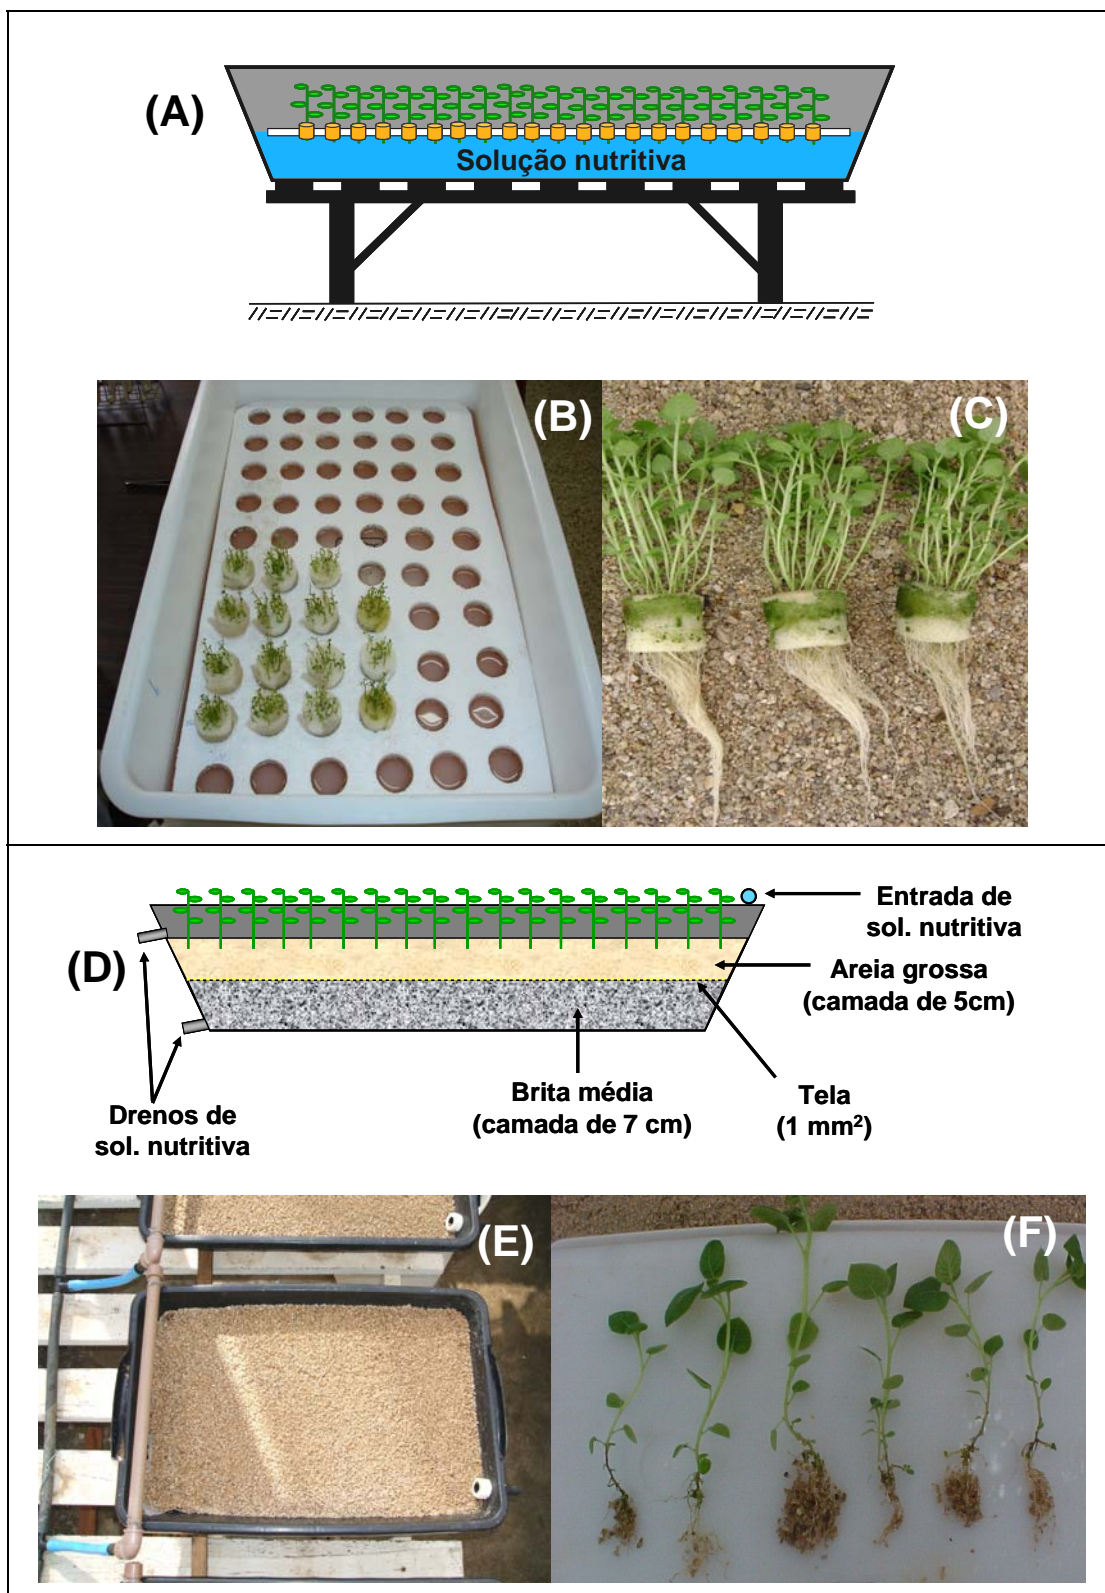 (A)
Solução nutritiva
(B)
(C)
(D)
Entrada de
sol. nutritiva
Areia grossa
(camada de 5cm)
Tela
(1 mm²)
Brita média
(camada de 7 cm)
Drenos de
sol. nutritiva
(E)
(F)